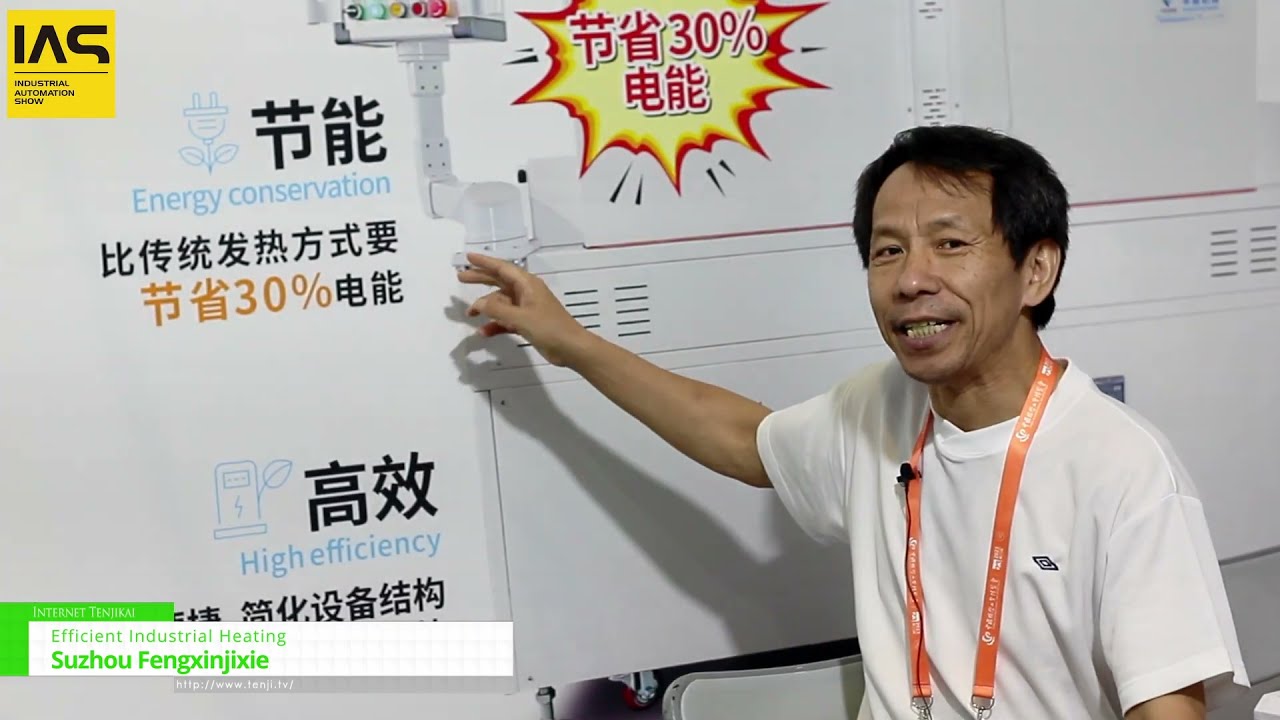 IAS
INDUSTRIAL
AUTOMATION
SHOW
节省30%
电能
节能
Energy conservation
比传统发热方式要
节省30%电能
高效
High efficiency
捷 简化设备结构
INTERNET TENJIKAI
Efficient Industrial Heating
Suzhou Fengxinjixie
http://www.tenji.tv/